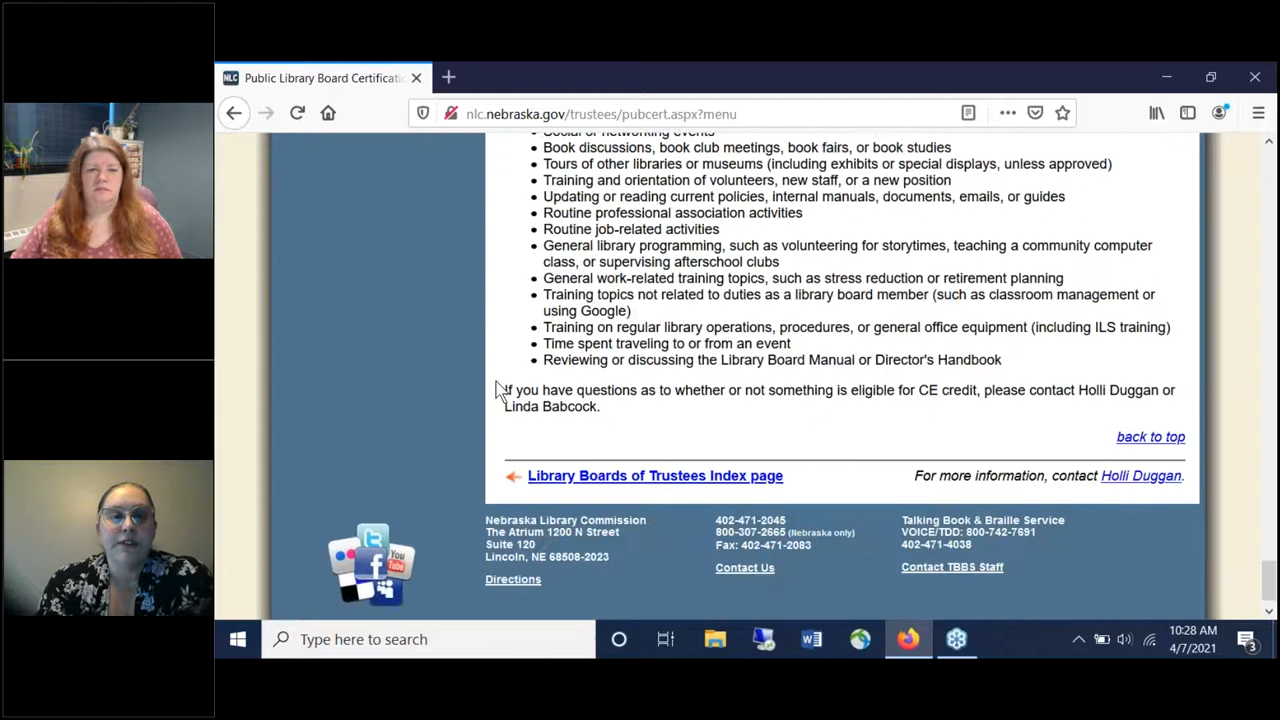 NLC Public Library Board Certificatio
nlc.nebraska.gov/trustees/pubcert.aspx?menu
Social or networking events
Book discussions, book club meetings, book fairs, or book studies
Tours of other libraries or museums (including exhibits or special displays, unless approved)
Training and orientation of volunteers, new staff, or a new position
Updating or reading current policies, internal manuals, documents, emails, or guides
Routine professional association activities
Routine job-related activities
General library programming, such as volunteering for storytimes, teaching a community computer
class, or supervising afterschool clubs
General work-related training topics, such as stress reduction or retirement planning
Training topics not related to duties as a library board member (such as classroom management or
using Google)
Training on regular library operations, procedures, or general office equipment (including ILS training)
Time spent traveling to or from an event
Reviewing or discussing the Library Board Manual or Director's Handbook
If you have questions as to whether or not something is eligible for CE credit, please contact Holli Duggan or
Linda Babcock.
back to top
Library Boards of Trustees Index page
For more information, contact Holli Duggan.
Nebraska Library Commission
The Atrium 1200 N Street
Suite 120
Lincoln, NE 68508-2023
Directions
402-471-2045
800-307-2665 (Nebraska only)
Fax: 402-471-2083
Contact Us
Talking Book & Braille Service
VOICE/TDD: 800-742-7691
402-471-4038
Contact TBBS Staff
You
Tube
Type here to search
10:28 AM
4/7/2021
3